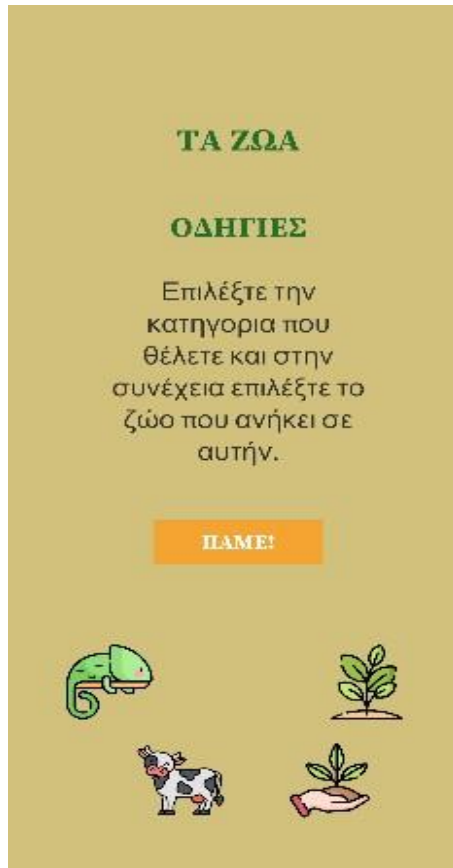 ΤΑ ΖΩΑ
ΟΔΗΓΙΕΣ
Επιλέξτε την
κατηγορια που
θέλετε και στην
συνέχεια επιλέξτε το
ζώο που ανήκει σε
αυτήν.
ΠΑΜΕ!